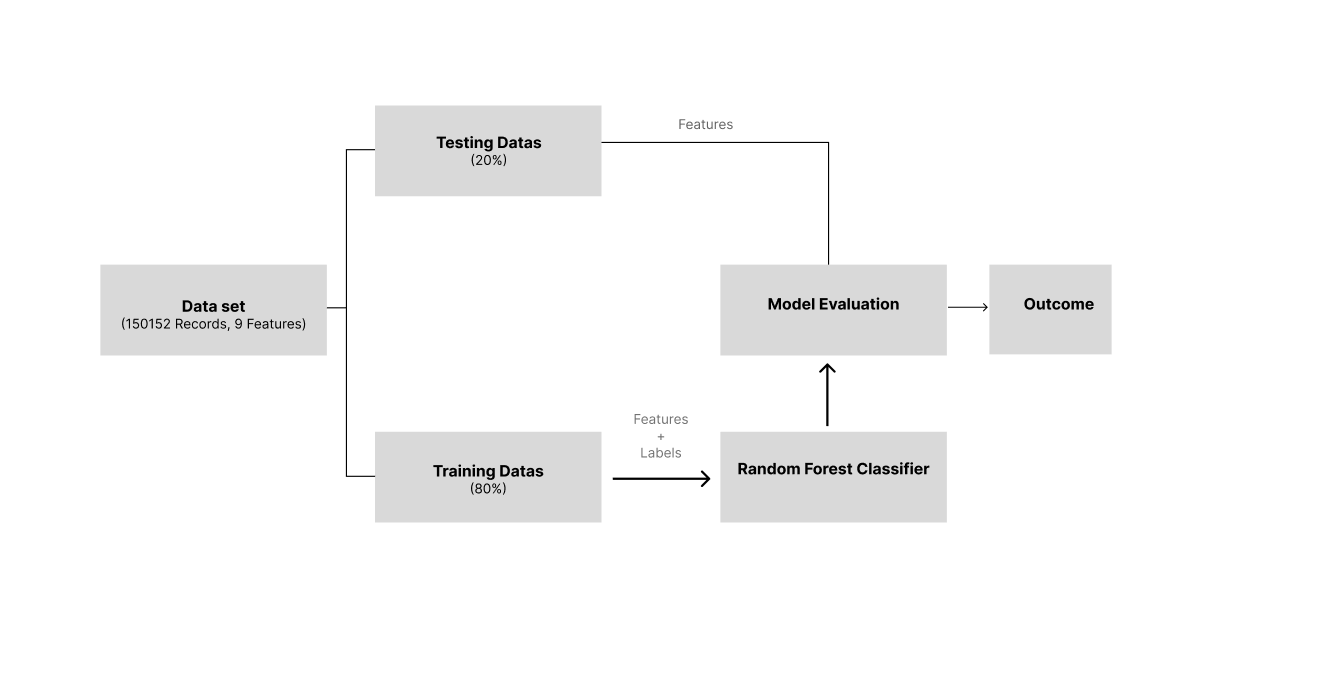 Testing Datas
(20%)
Features
Data set
(150152 Records, 9 Features)
Model Evaluation
Outcome
Training Datas
(80%)
Features
+
Labels
Random Forest Classifier